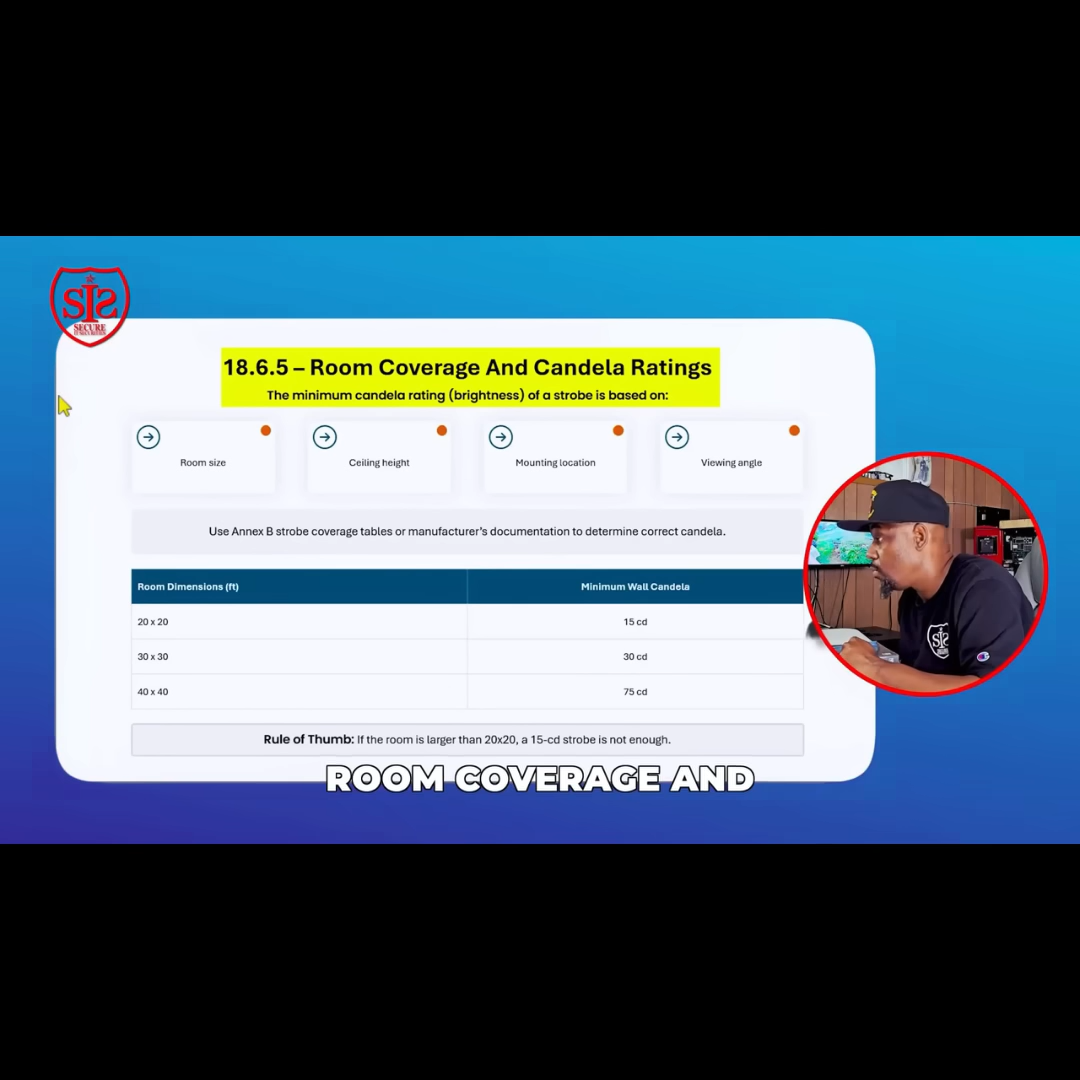 SIS
SECURE
18.6.5 – Room Coverage And Candela Ratings
The minimum candela rating (brightness) of a strobe is based on:
Room size
Ceiling height
Mounting location
Viewing angle
Use Annex B strobe coverage tables or manufacturer's documentation to determine correct candela.
Room Dimensions (ft) Minimum Wall Candela
20 x 20 15 cd
30 x 30 30 cd
40 x 40 75 cd
Rule of Thumb: If the room is larger than 20x20, a 15-cd strobe is not enough.
ROOM COVERAGE AND
SIS